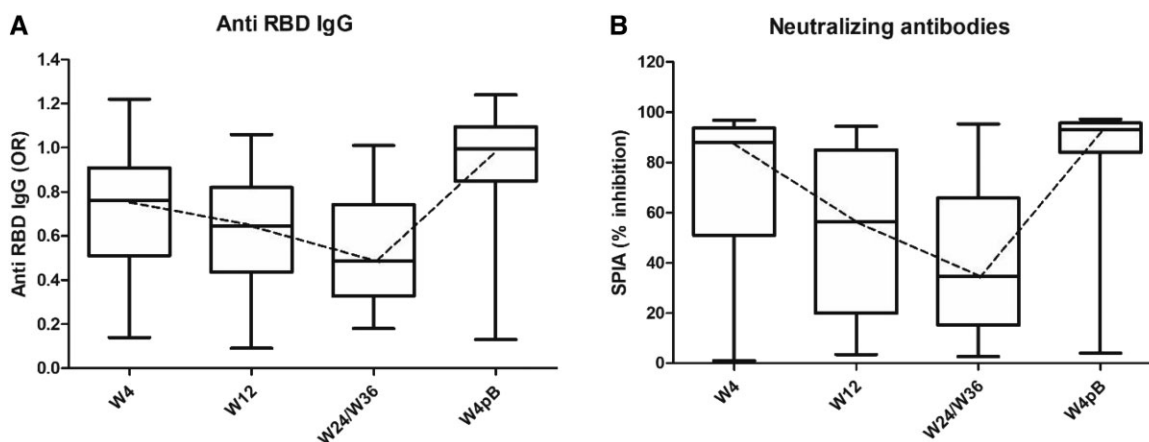 A
Anti RBD IgG
Anti RBD IgG (OR)
1.4
1.2
1.0
0.8
0.6
0.4
0.2
0.0
W4
W12
W24/W36
W4pB
B
Neutralizing antibodies
SPIA (% inhibition)
120
100
80
60
40
20
0
W4
W12
W24/W36
W4pB